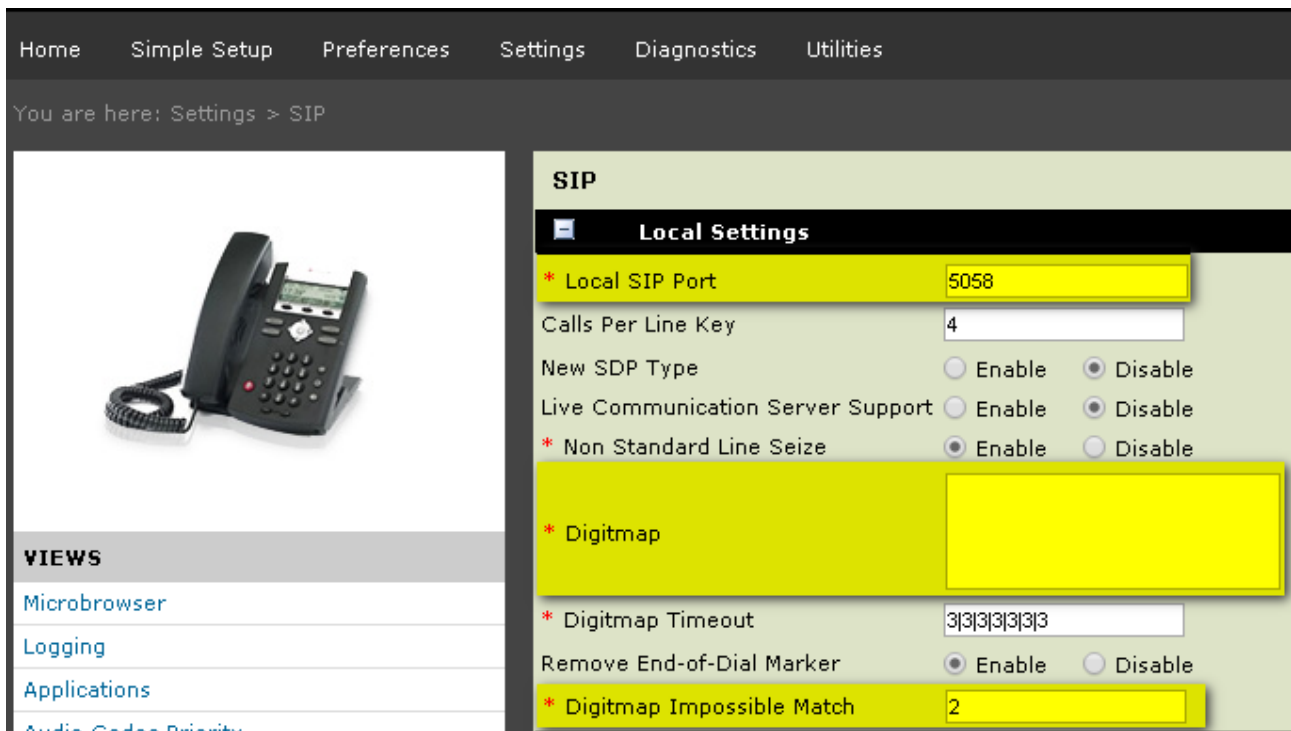 Home Simple Setup Preferences Settings Diagnostics Utilities
You are here: Settings > SIP
SIP
Local Settings
* Local SIP Port 5058
Calls Per Line Key 4
New SDP Type Enable Disable
Live Communication Server Support Enable Disable
* Non Standard Line Seize Enable Disable
* Digitmap
* Digitmap Timeout 3|3|3|3|3|3
Remove End-of-Dial Marker Enable Disable
* Digitmap Impossible Match 2
VIEWS
Microbrowser
Logging
Applications
Audio Codec Priority